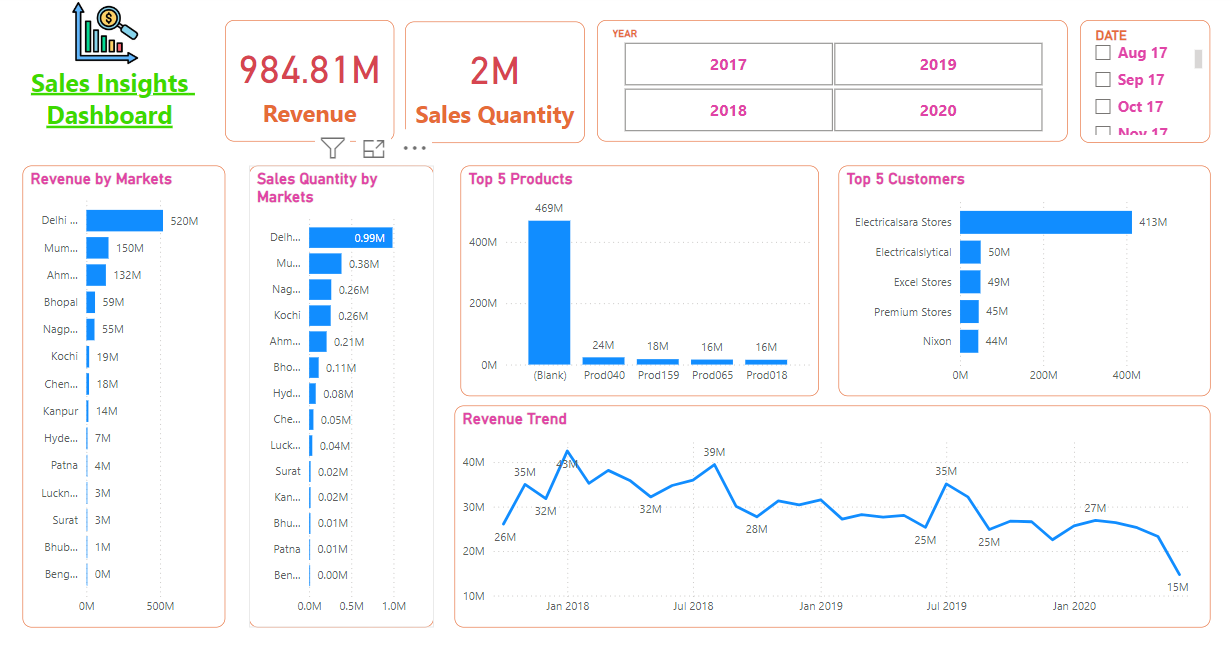 Sales Insights
Dashboard
984.81M
Revenue
2M
Sales Quantity
YEAR
2017
2019
2018
2020
DATE
Aug 17
Sep 17
Oct 17
Nov 17
Revenue by Markets
Delhi ... 520M
Mum... 150M
Ahm... 132M
Bhopal 59M
Nagp... 55M
Kochi 19M
Chen... 18M
Kanpur 14M
Hyde... 7M
Patna 4M
Luckn... 3M
Surat 3M
Bhub... 1M
Beng... 0M
0M 500M
Sales Quantity by
Markets
Delh... 0.99M
Mu... 0.38M
Nag... 0.26M
Kochi 0.26M
Ahm... 0.21M
Bho... 0.11M
Hyd... 0.08M
Che... 0.05M
Luck... 0.04M
Surat 0.02M
Kan... 0.02M
Bhu... 0.01M
Patna 0.01M
Ben... 0.00M
0.0M 0.5M 1.0M
Top 5 Products
469M
400M
200M
24M 18M 16M 16M
0M
(Blank) Prod040 Prod159 Prod065 Prod018
Top 5 Customers
Electricalsara Stores 413M
Electricalslytical 50M
Excel Stores 49M
Premium Stores 45M
Nixon 44M
0M 200M 400M
Revenue Trend
39M
40M 35M 43M 35M
30M 32M 32M 27M
26M 28M
20M 25M 25M
15M
10M
Jan 2018 Jul 2018 Jan 2019 Jul 2019 Jan 2020